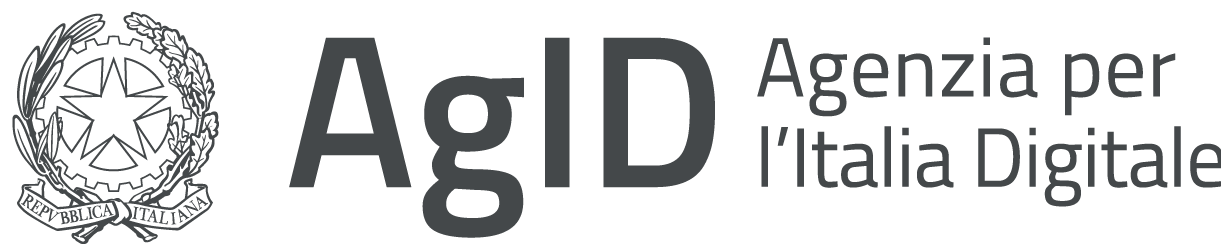 REPVBBLICA ITALIANA
AgID
Agenzia per
l'Italia Digitale